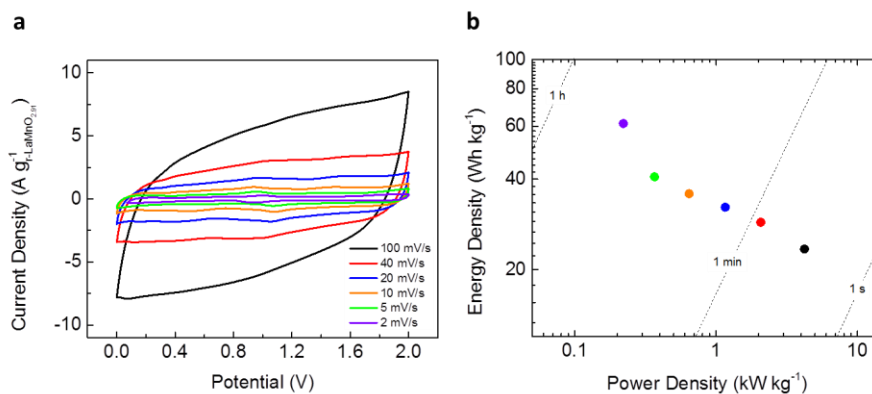 a
10
5
0
-5
-10
Current Density (A g⁻¹r-LaMnO2.91)
0.0 0.4 0.8 1.2 1.6 2.0
Potential (V)
100 mV/s
40 mV/s
20 mV/s
10 mV/s
5 mV/s
2 mV/s
b
100
80
60
40
20
Energy Density (Wh kg⁻¹)
1 h
1 min
1 s
0.1 1 10
Power Density (kW kg⁻¹)